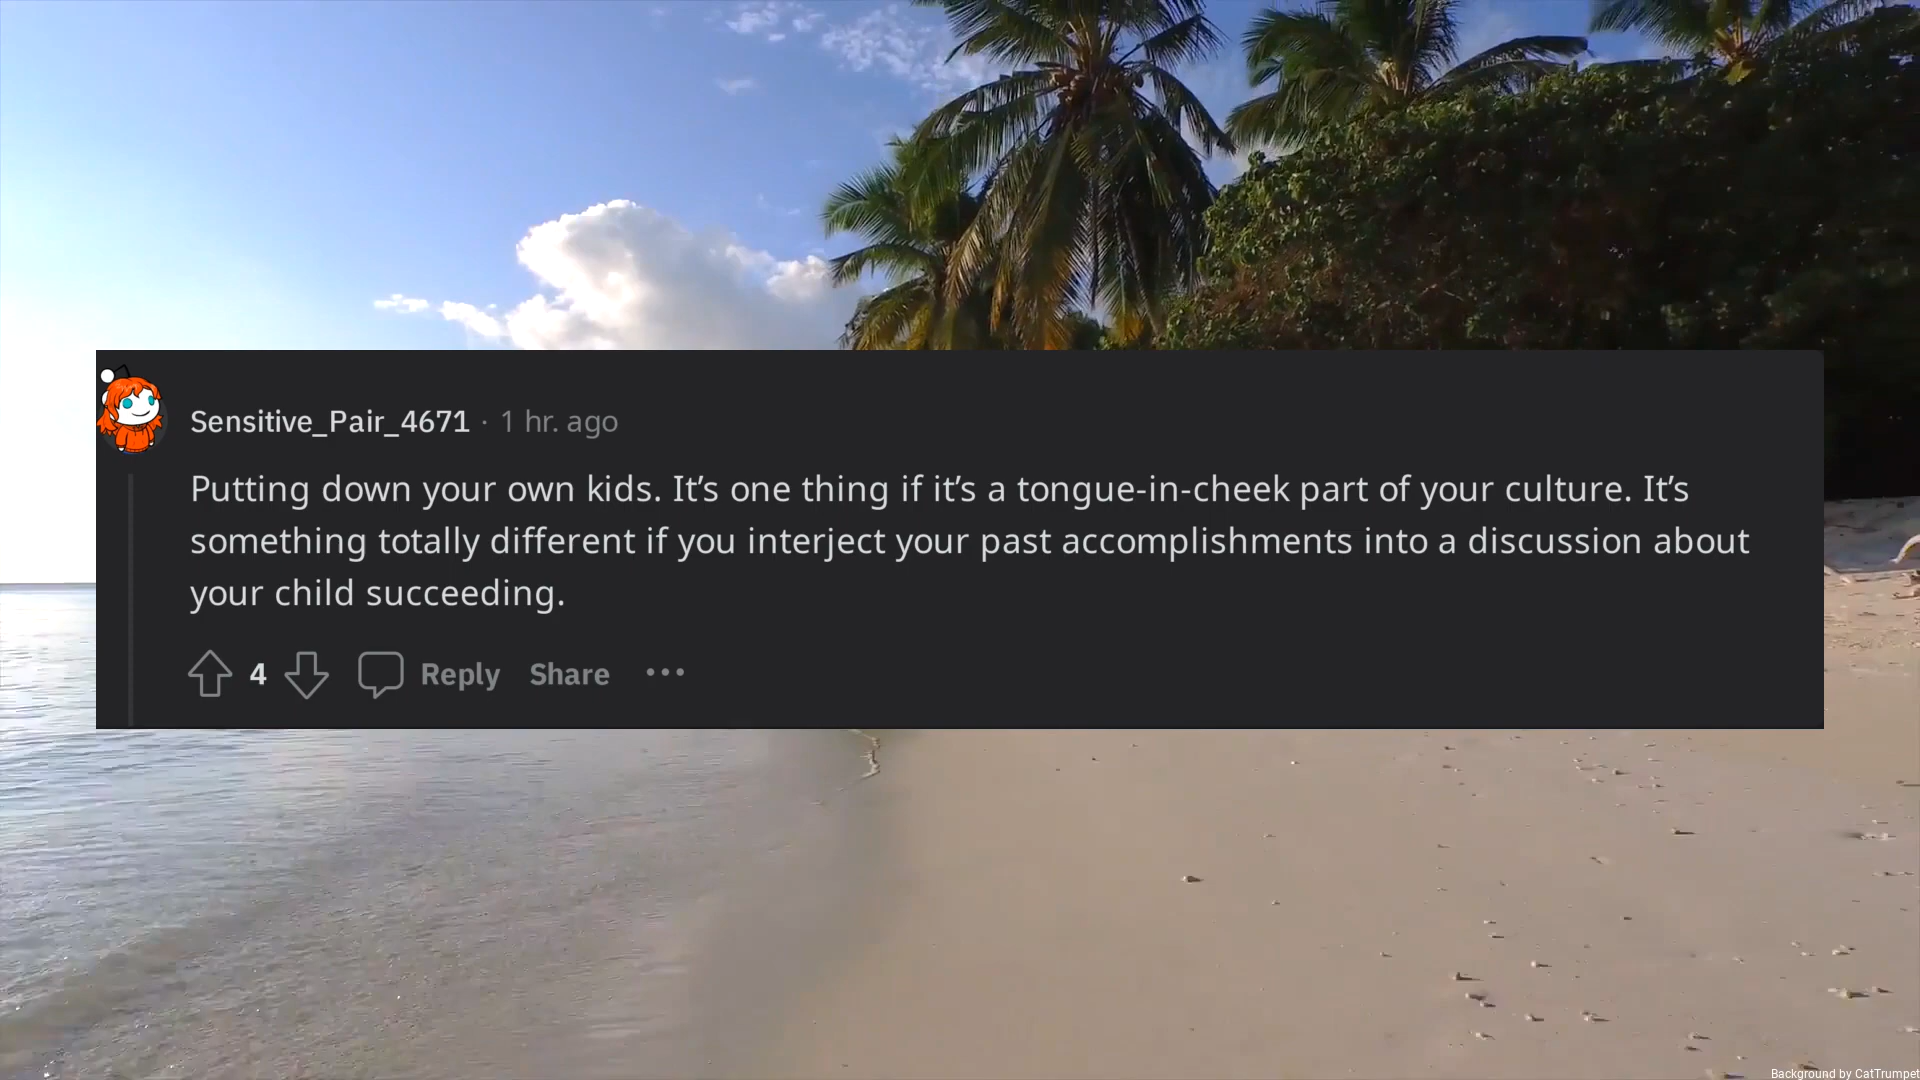 Sensitive_Pair_4671 · 1 hr. ago
Putting down your own kids. It’s one thing if it’s a tongue-in-cheek part of your culture. It’s
something totally different if you interject your past accomplishments into a discussion about
your child succeeding.
4 Reply Share ···
Background by CatTrumpet